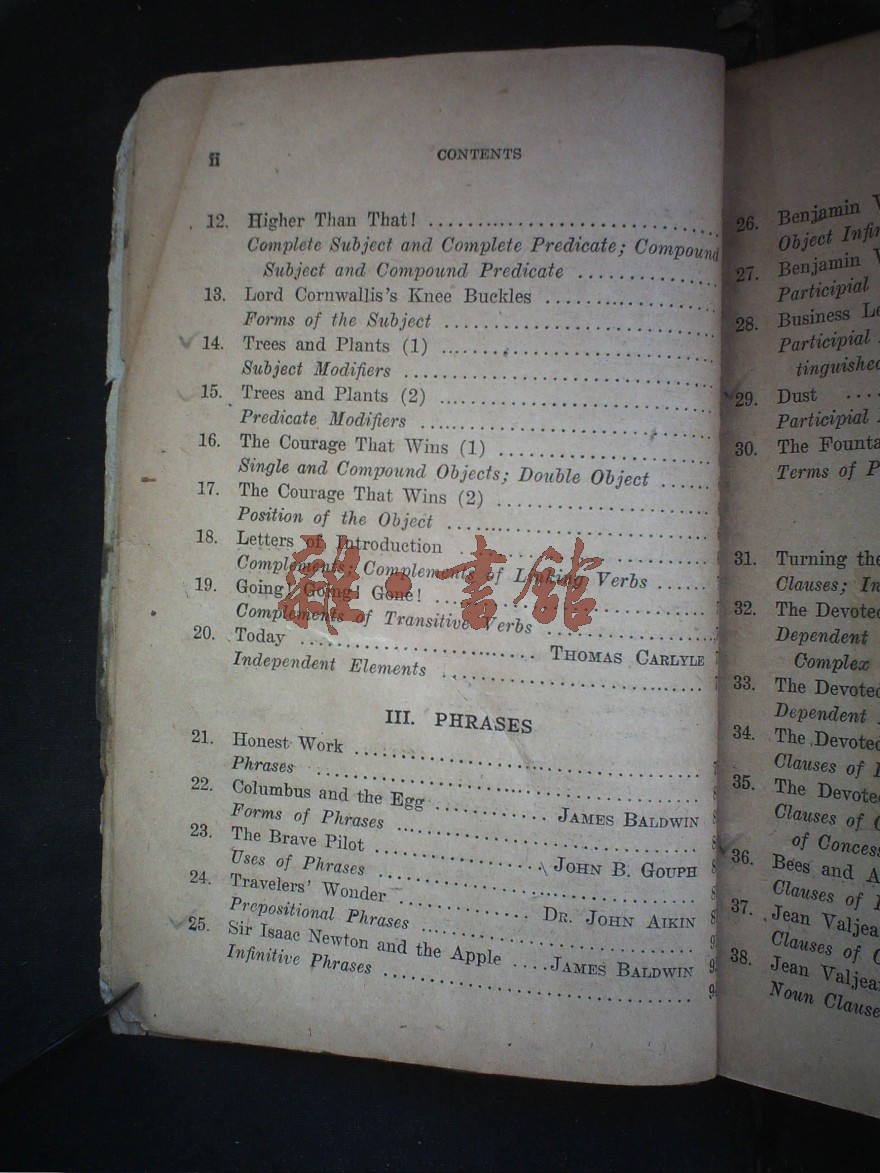 ii
CONTENTS
12. Higher Than That! ....................
Complete Subject and Complete Predicate; Compound
Subject and Compound Predicate ..............
13. Lord Cornwallis's Knee Buckles ..................
Forms of the Subject ..........................
14. Trees and Plants (1) ..........................
Subject Modifiers ..............................
15. Trees and Plants (2) ..........................
Predicate Modifiers ............................
16. The Courage That Wins (1) .....................
Single and Compound Objects; Double Object ......
17. The Courage That Wins (2) .....................
Position of the Object ..........................
18. Letters of Introduction ..........................
Complements; Complements of Linking Verbs ......
19. Going! Going! Gone! ..........................
Complements of Transitive Verbs .................
20. Today .......................... THOMAS CARLYLE
Independent Elements ..........................
III. PHRASES
21. Honest Work ..................................
Phrases ......................................
22. Columbus and the Egg ............ JAMES BALDWIN
Forms of Phrases ..............................
23. The Brave Pilot .................. JOHN B. GOUPH
Uses of Phrases ..............................
24. Travelers' Wonder .............. DR. JOHN AIKIN
Prepositional Phrases ..........................
25. Sir Isaac Newton and the Apple ....JAMES BALDWIN
Infinitive Phrases ..............................
26. Benjamin
Object
27. Benjamin
Participial
28. Business
Participial
29. Dust ....
Participial
30. The
Terms of
31. Turning the
Clauses;
32. The Devoted
Dependent
Complex
33. The Devoted
Dependent
34. The Devoted
Clauses of
35. The Devoted
Clauses of
of
36. Bees and
Clauses of
37. Jean
Clauses of
38. Jean
Noun
雜·書館